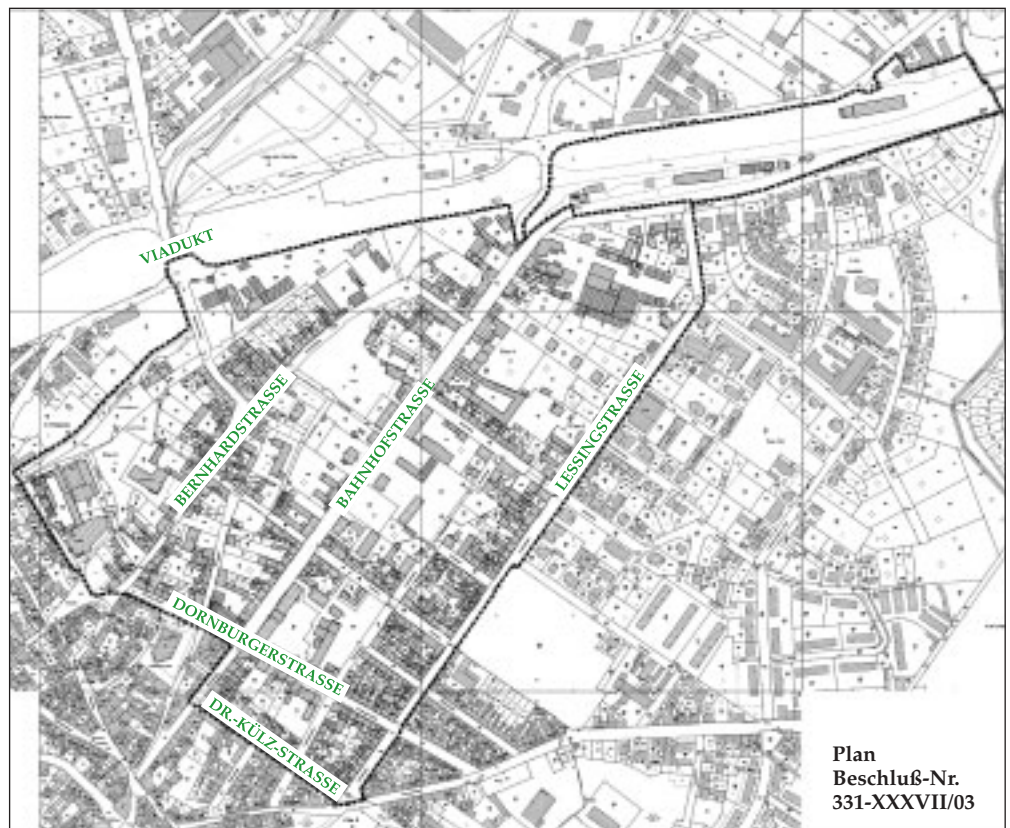 VIADUKT
BERNHARDSTRASSE
BAHNHOFSTRASSE
LESSINGSTRASSE
DORNBURGERSTRASSE
DR.-KÜLZ-STRASSE
Plan
Beschluß-Nr.
331-XXXVII/03